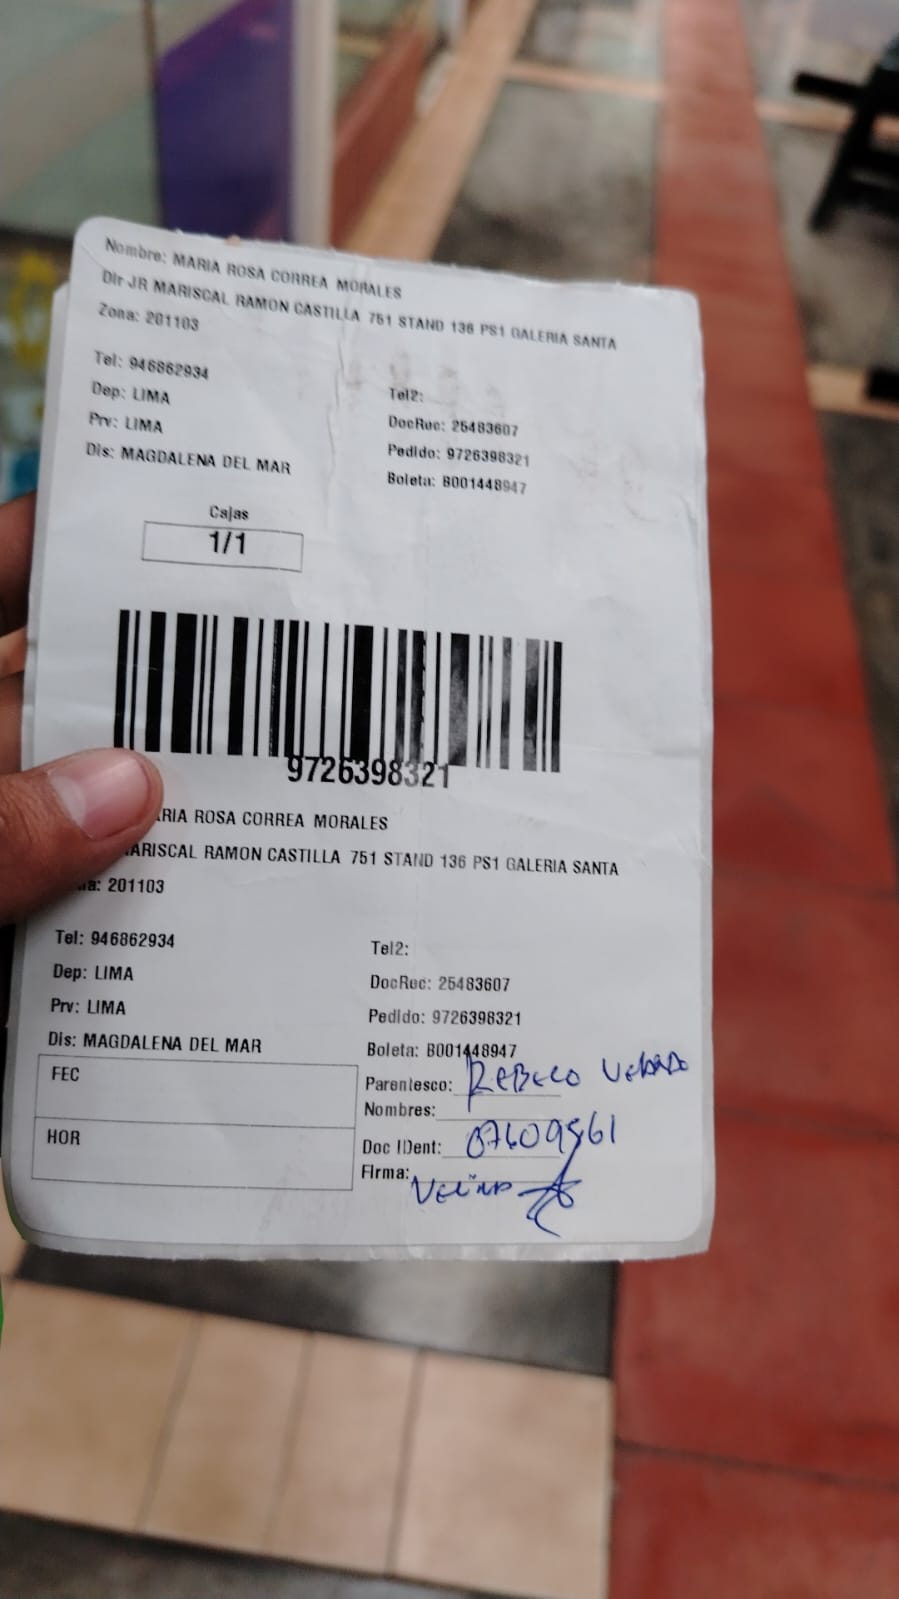 Nombre: MARIA ROSA CORREA MORALES
Dir JR MARISCAL RAMON CASTILLA 751 STAND 136 PS1 GALERIA SANTA
Zona: 201103
Tel: 946862934
Tel2:
Dep: LIMA
DocRec: 25483607
Prv: LIMA
Pedido: 9726398321
Dis: MAGDALENA DEL MAR
Boleta: B001448947
Cajas
1/1
9726398321
ARIA ROSA CORREA MORALES
ARISCAL RAMON CASTILLA 751 STAND 136 PS1 GALERIA SANTA
a: 201103
Tel: 946862934
Tel2:
Dep: LIMA
DocRec: 25483607
Prv: LIMA
Pedido: 9726398321
Dis: MAGDALENA DEL MAR
Boleta: B001448947
FEC
Parentesco:
Nombres:
HOR
Doc IDent: 07609561
Firma: